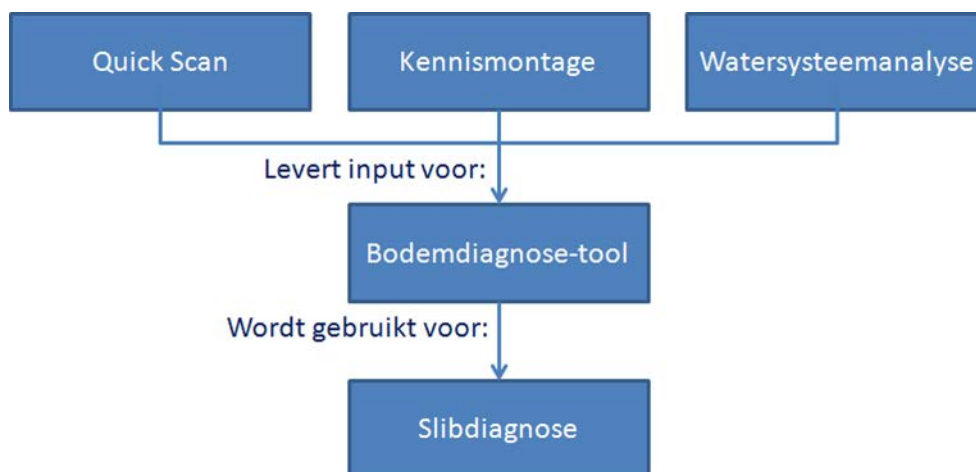 Quick Scan
Kennismontage
Watersysteemanalyse
Levert input voor:
Bodemdiagnose-tool
Wordt gebruikt voor:
Slibdiagnose